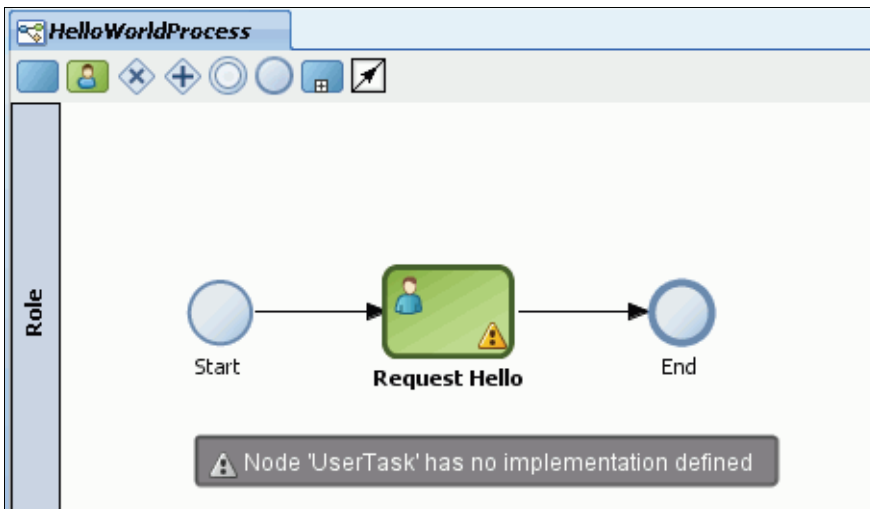 HelloWorldProcess
Role
Start
Request Hello
End
Node 'UserTask' has no implementation defined